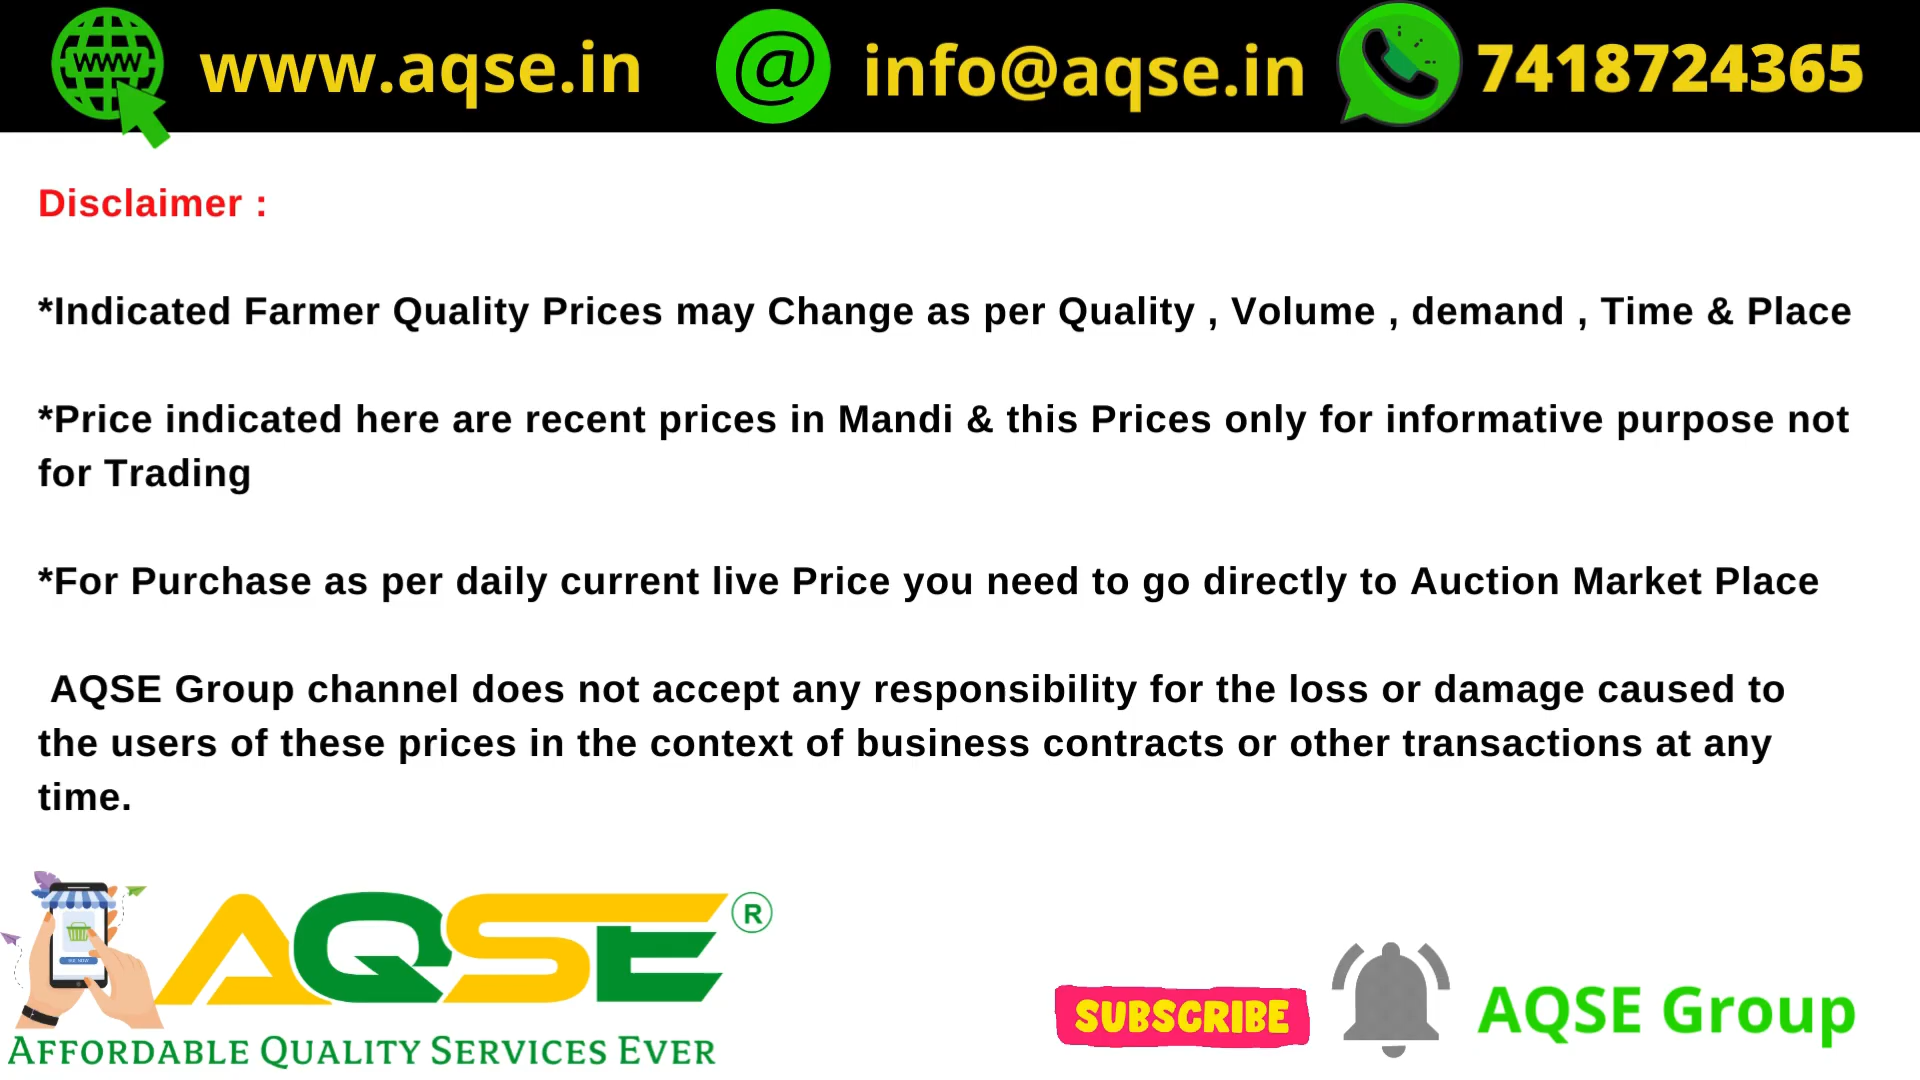 www.aqse.in
info@aqse.in
7418724365
Disclaimer :
*Indicated Farmer Quality Prices may Change as per Quality , Volume , demand , Time & Place
*Price indicated here are recent prices in Mandi & this Prices only for informative purpose not
for Trading
*For Purchase as per daily current live Price you need to go directly to Auction Market Place
AQSE Group channel does not accept any responsibility for the loss or damage caused to
the users of these prices in the context of business contracts or other transactions at any
time.
AQSE ®
AFFORDABLE QUALITY SERVICES EVER
SUBSCRIBE
AQSE Group